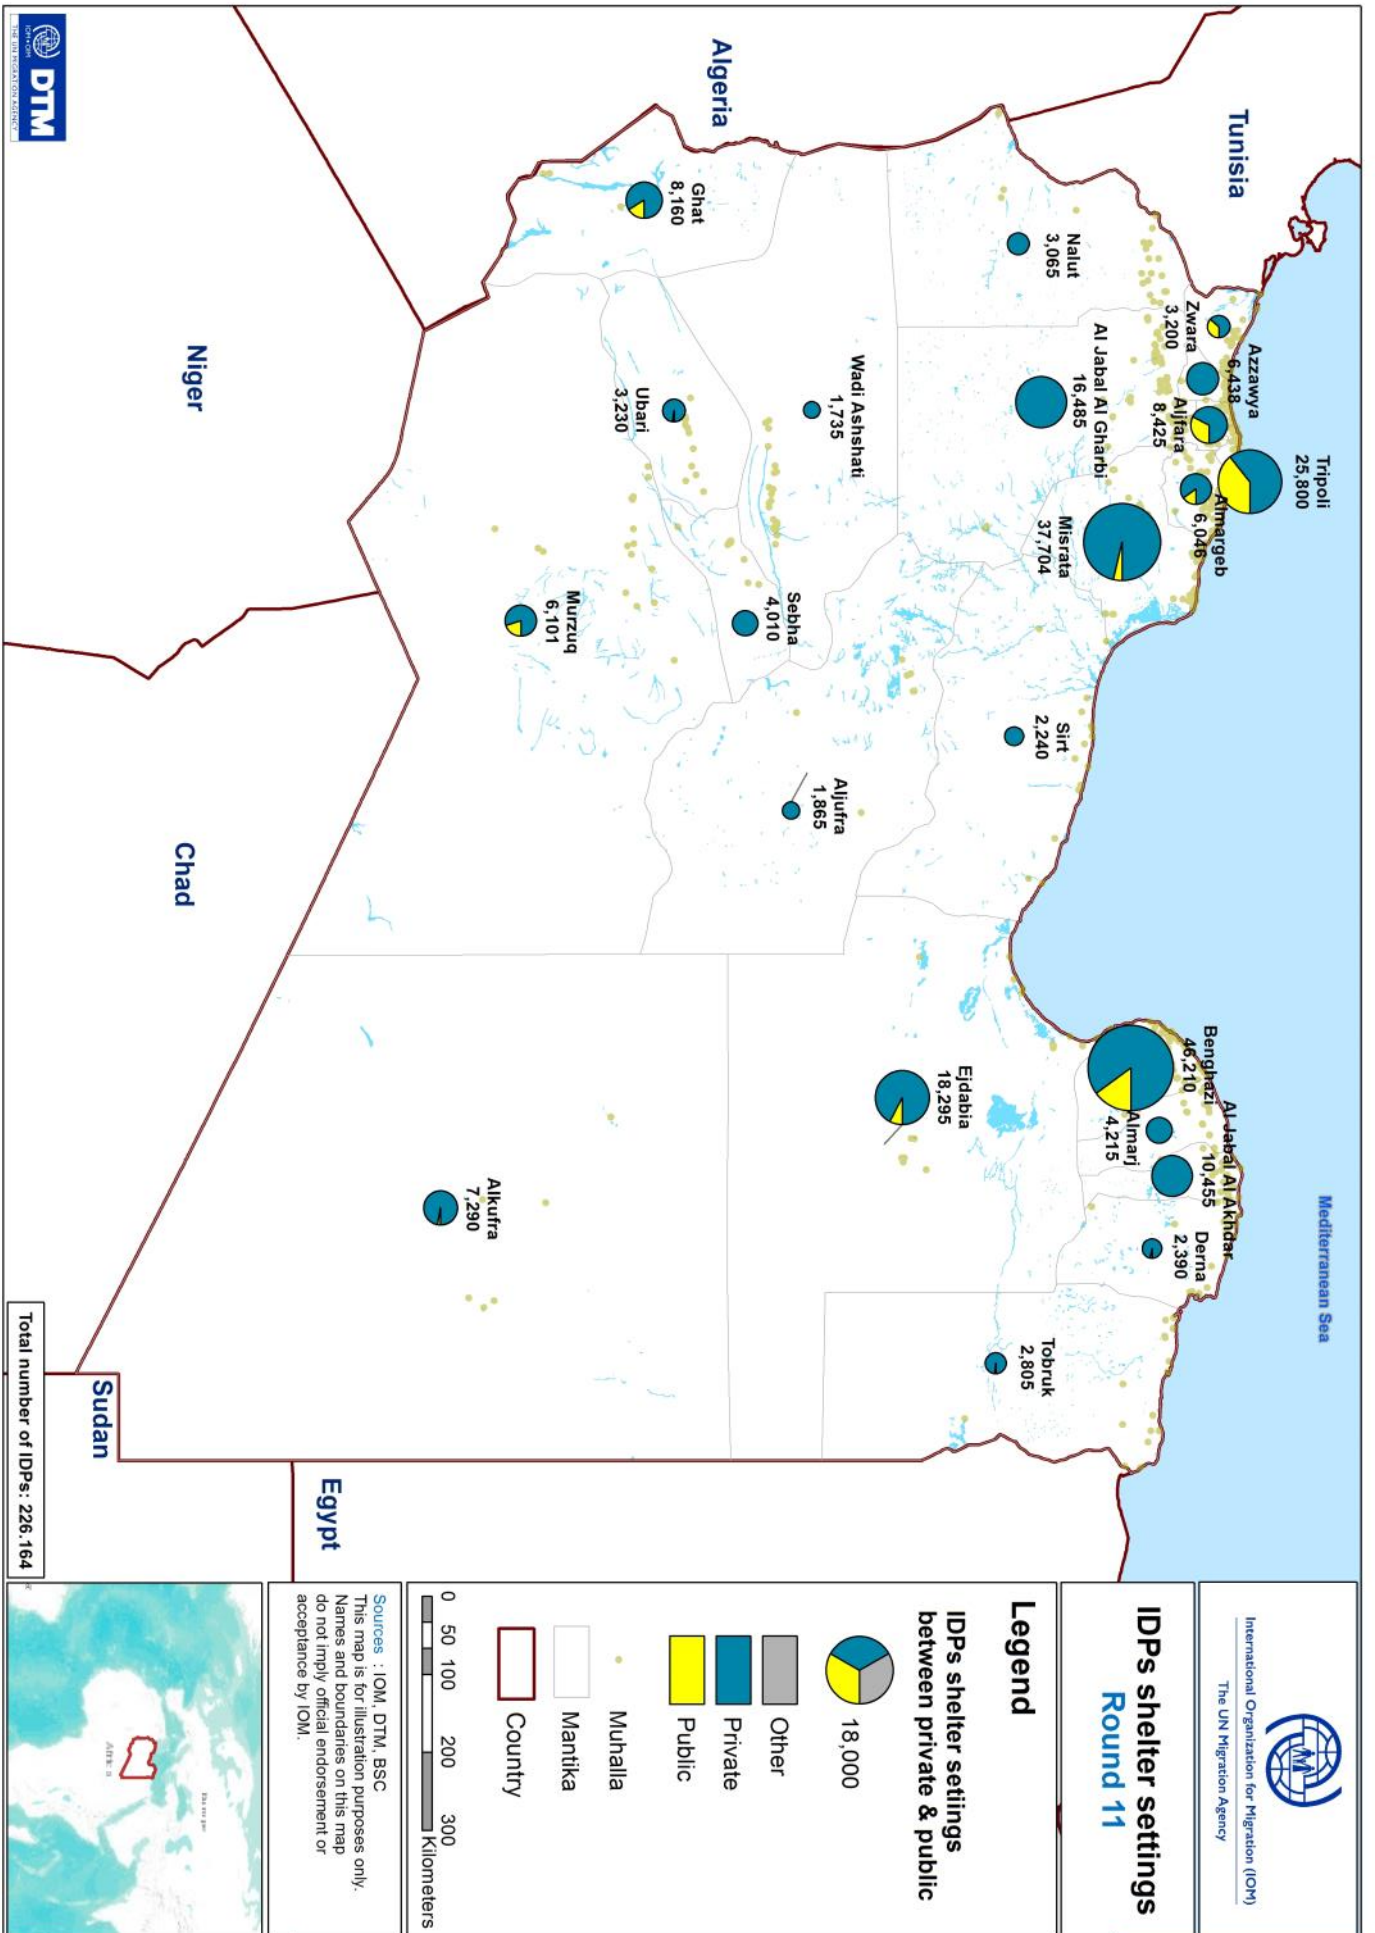 Tunisia
Algeria
Niger
Chad
Sudan
Egypt
Mediterranean Sea
Tripoli
25,800
Azzawya
6,438
Zwara
3,200
Aljfara
8,425
Almargeb
6,046
Nalut
3,065
Al Jabal Al Gharbi
16,485
Misrata
37,704
Sirt
2,240
Benghazi
46,210
Almarj
4,215
Al Jabal Al Akhdar
10,455
Derna
2,390
Tobruk
2,805
Ejdabia
18,295
Wadi Ashshati
1,735
Aljufra
1,865
Sebha
4,010
Ghat
8,160
Ubari
3,230
Murzuq
6,101
Alkufra
7,290
IOM•OIM
DTM
THE UN MIGRATION AGENCY
Total number of IDPs: 226.164
International Organization for Migration (IOM)
The UN Migration Agency
IDPs shelter settings
Round 11
Legend
IDPs shelter setiings
between private & public
18,000
Other
Private
Public
Muhalla
Mantika
Country
0 50 100 200 300
Kilometers
Sources : IOM, DTM, BSC
This map is for illustration purposes only.
Names and boundaries on this map
do not imply official endorsement or
acceptance by IOM.